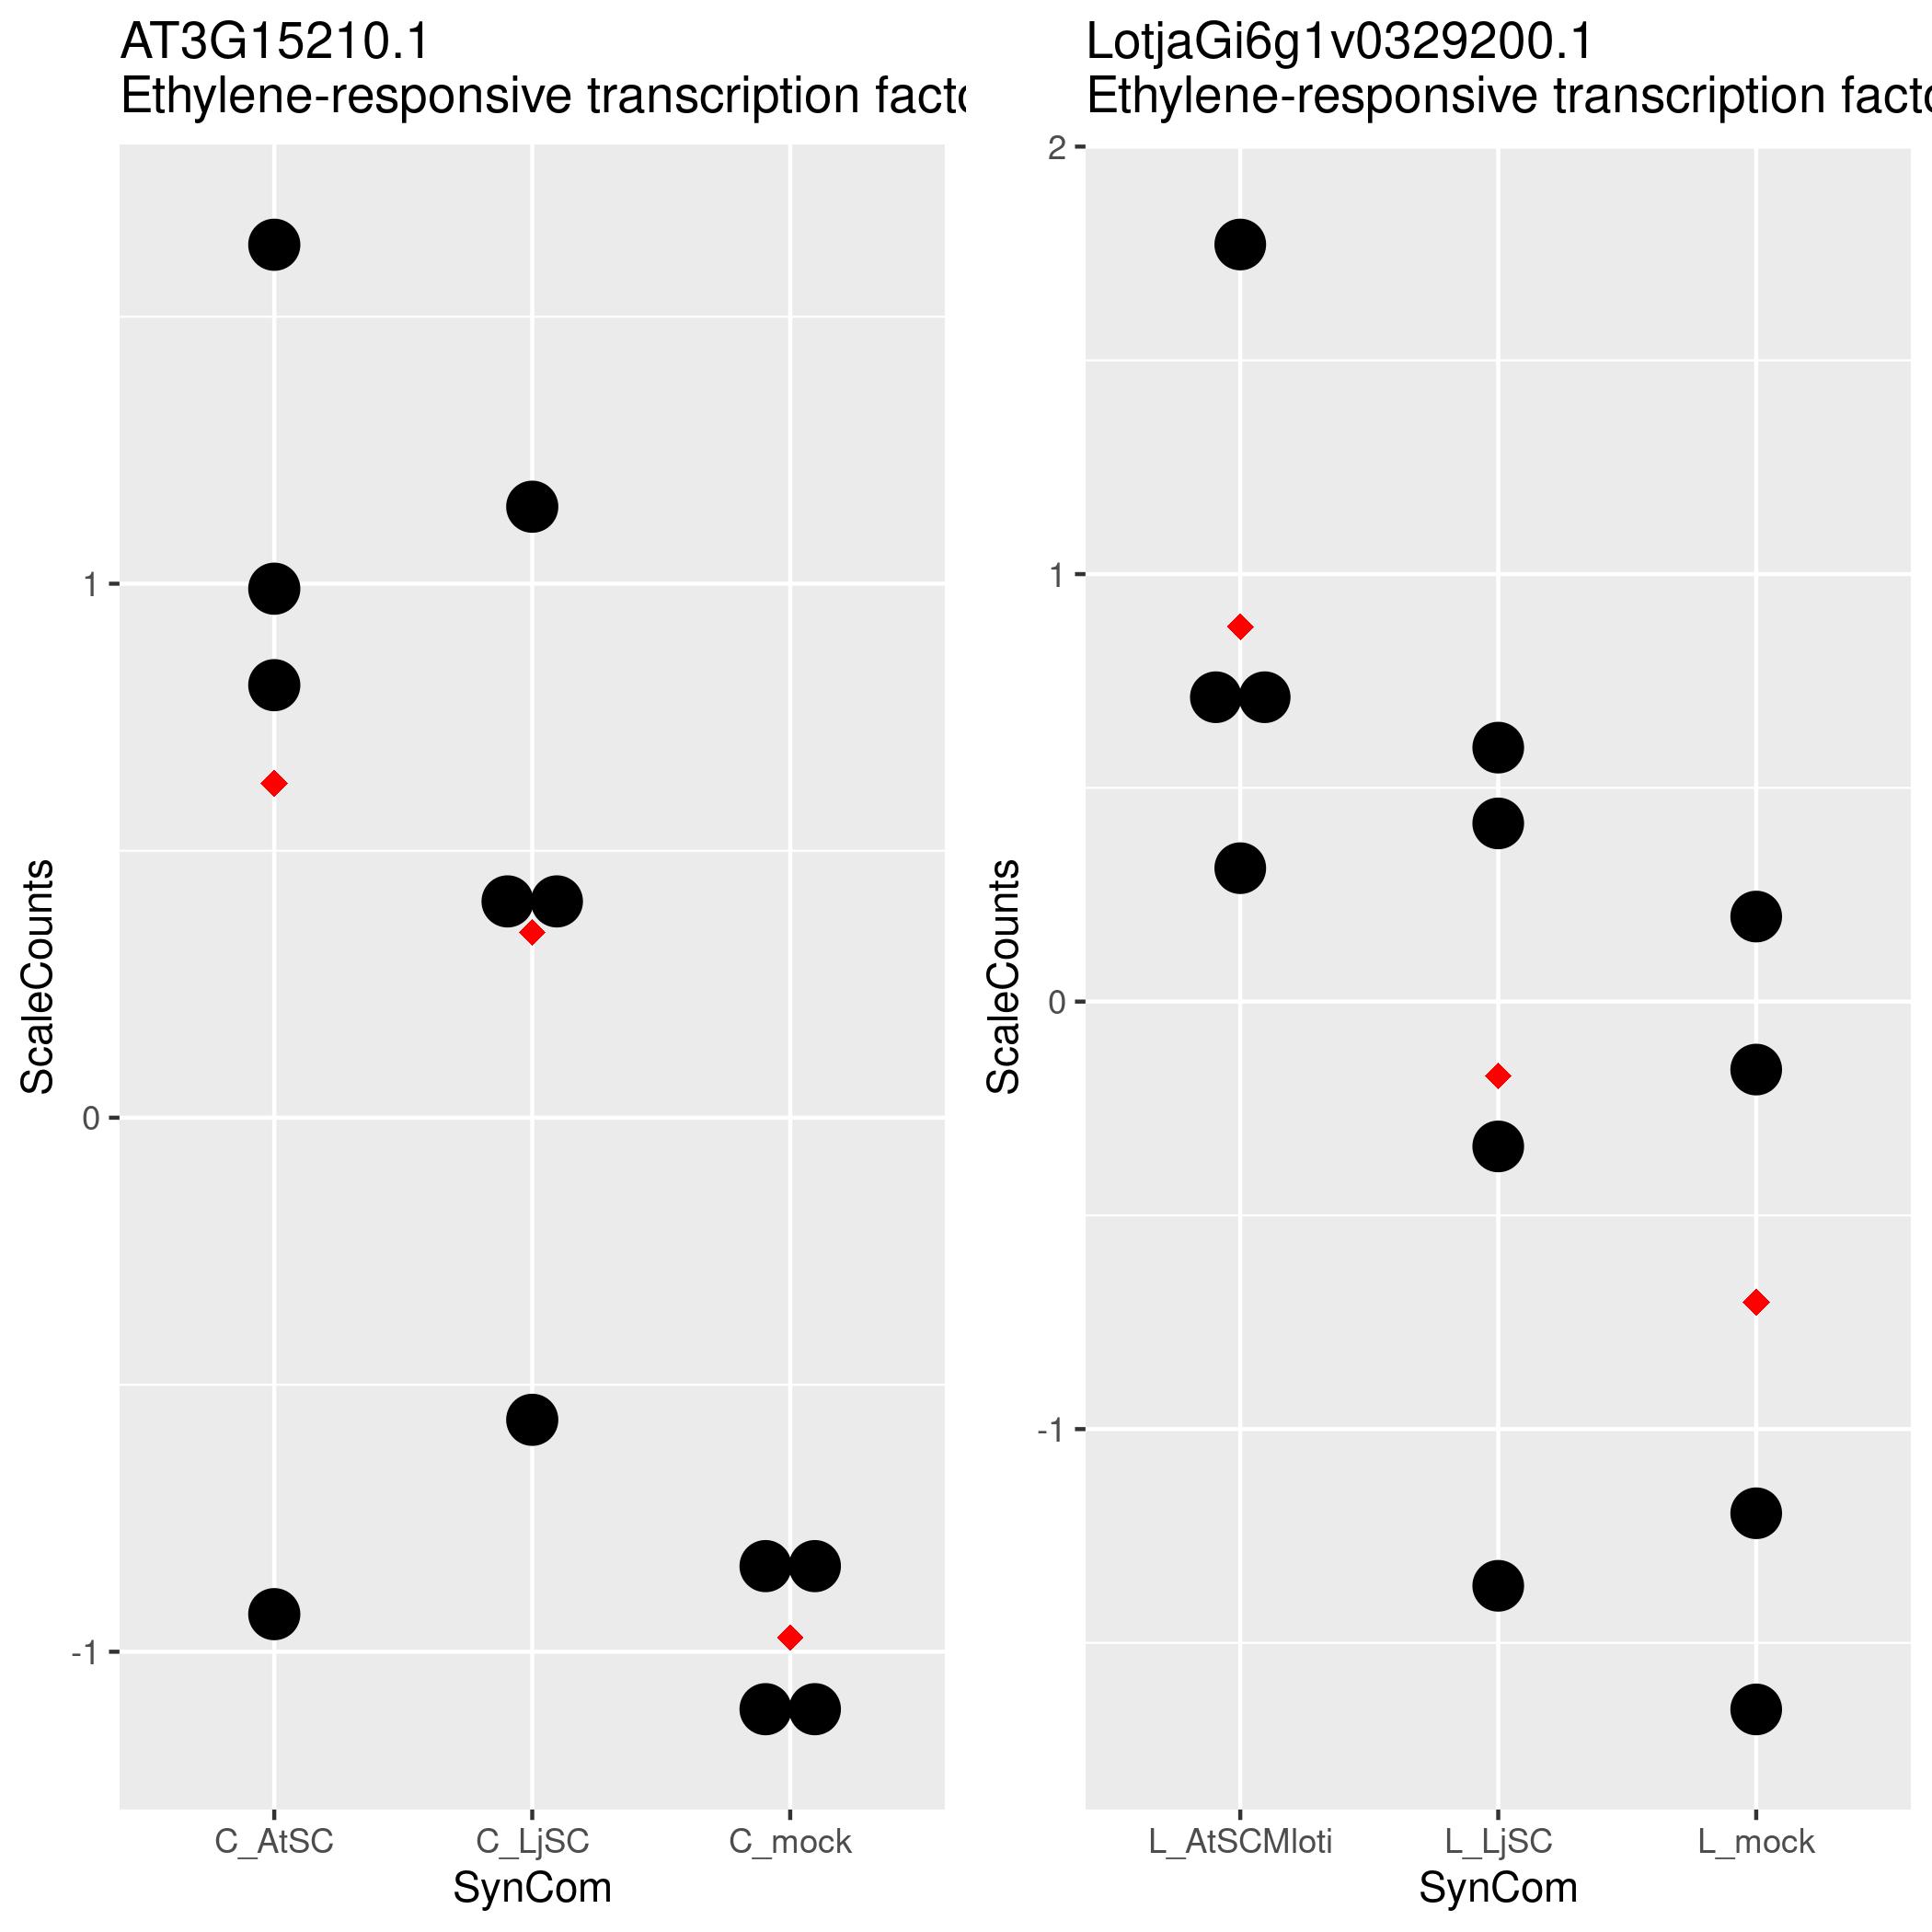 AT3G15210.1
Ethylene-responsive transcription facto
ScaleCounts
1
0
-1
C_AtSC C_LjSC C_mock
SynCom
LotjaGi6g1v0329200.1
Ethylene-responsive transcription facto
ScaleCounts
2
1
0
-1
L_AtSCMloti L_LjSC L_mock
SynCom